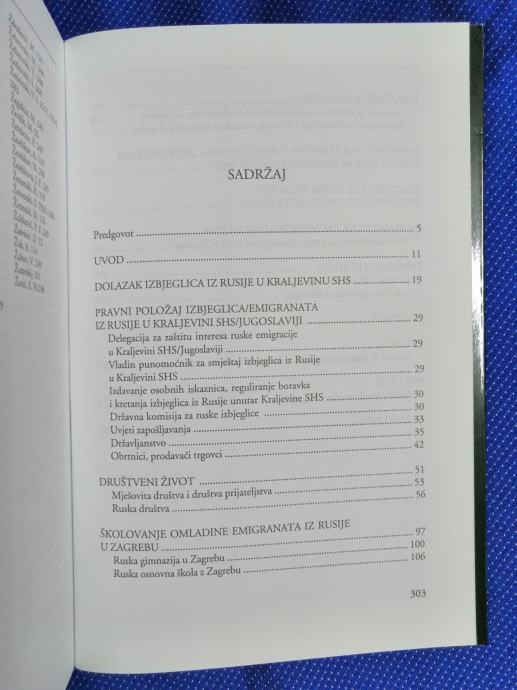 SADRŽAJ
Predgovor ........ 5
UVOD ........ 11
DOLAZAK IZBJEGLICA IZ RUSIJE U KRALJEVINU SHS ........ 19
PRAVNI POLOŽAJ IZBJEGLICA/EMIGRANATA
IZ RUSIJE U KRALJEVINI SHS/JUGOSLAVIJI ........ 29
Delegacija za zaštitu interesa ruske emigracije
u Kraljevini SHS/Jugoslaviji ........ 29
Vladin punomoćnik za smještaj izbjeglica iz Rusije
u Kraljevini SHS ........ 29
Izdavanje osobnih iskaznica, reguliranje boravka
i kretanja izbjeglica iz Rusije unutar Kraljevine SHS ........ 30
Državna komisija za ruske izbjeglice ........ 30
Uvjeti zapošljavanja ........ 33
Državljanstvo ........ 35
Obrtnici, prodavači trgovci ........ 42
DRUŠTVENI ŽIVOT ........ 51
Mješovita društva i društva prijateljstva ........ 53
Ruska društva ........ 56
ŠKOLOVANJE OMLADINE EMIGRANATA IZ RUSIJE
U ZAGREBU ........ 97
Ruska gimnazija u Zagrebu ........ 100
Ruska osnovna škola z Zagrebu ........ 106
303